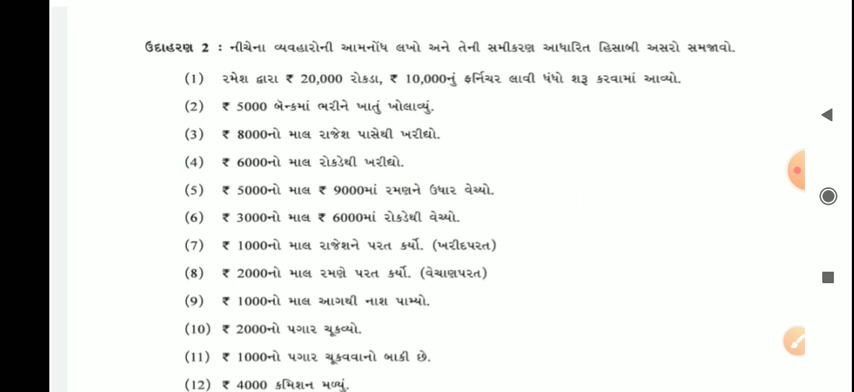 ઉદાહરણ 2 : નીચેના વ્યવહારોની આમનોંધ લખો અને તેની સમીકરણ આધારિત હિસાબી અસરો સમજાવો.
(1) રમેશ દ્વારા ₹ 20,000 રોકડા, ₹ 10,000નું ફર્નિચર લાવી ધંધો શરૂ કરવામાં આવ્યો.
(2) ₹ 5000 બૅન્કમાં ભરીને ખાતું ખોલાવ્યું.
(3) ₹ 8000નો માલ રાજેશ પાસેથી ખરીદ્યો.
(4) ₹ 6000નો માલ રોકડેથી ખરીદ્યો.
(5) ₹ 5000નો માલ ₹ 9000માં રમણને ઉધાર વેચ્યો.
(6) ₹ 3000નો માલ ₹ 6000માં રોકડેથી વેચ્યો.
(7) ₹ 1000નો માલ રાજેશને પરત કર્યો. (ખરીદપરત)
(8) ₹ 2000નો માલ રમણે પરત કર્યો. (વેચાણપરત)
(9) ₹ 1000નો માલ આગથી નાશ પામ્યો.
(10) ₹ 2000નો પગાર ચૂકવ્યો.
(11) ₹ 1000નો પગાર ચૂકવવાનો બાકી છે.
(12) ₹ 4000 કમિશન મળ્યું.